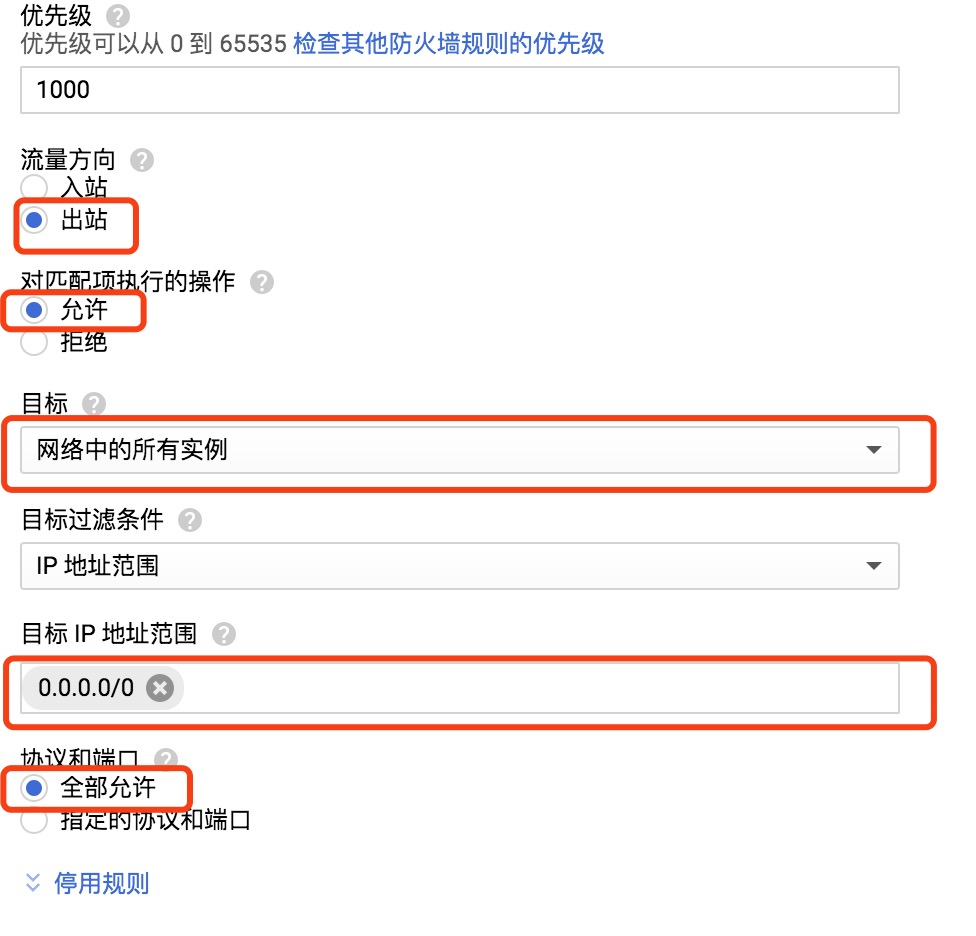 优先级 ?
优先级可以从 0 到 65535 检查其他防火墙规则的优先级
1000
流量方向 ?
入站
出站
对匹配项执行的操作 ?
允许
拒绝
目标 ?
网络中的所有实例
目标过滤条件 ?
IP 地址范围
目标 IP 地址范围 ?
0.0.0.0/0
协议和端口 ?
全部允许
指定的协议和端口
停用规则